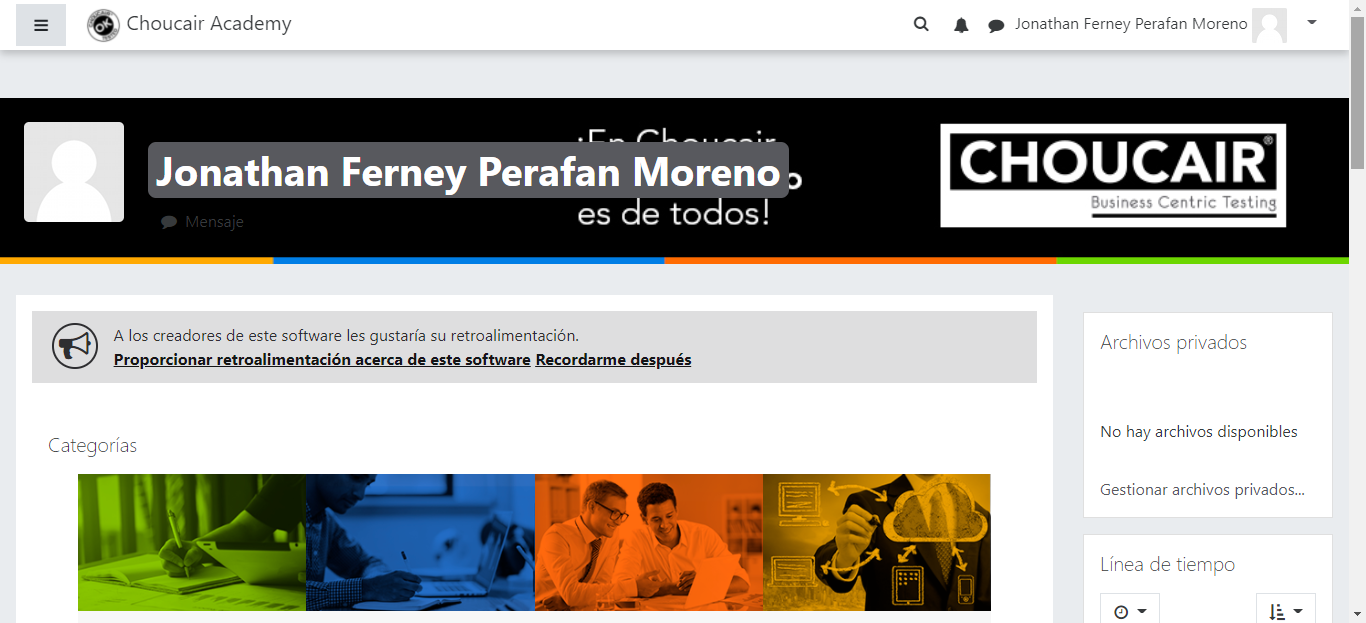 Choucair Academy
Jonathan Ferney Perafan Moreno
¡En Choucair
Jonathan Ferney Perafan Moreno
es de todos!
Mensaje
CHOUCAIR®
Business Centric Testing
A los creadores de este software les gustaría su retroalimentación.
Proporcionar retroalimentación acerca de este software Recordarme después
Categorías
Archivos privados
No hay archivos disponibles
Gestionar archivos privados...
Línea de tiempo